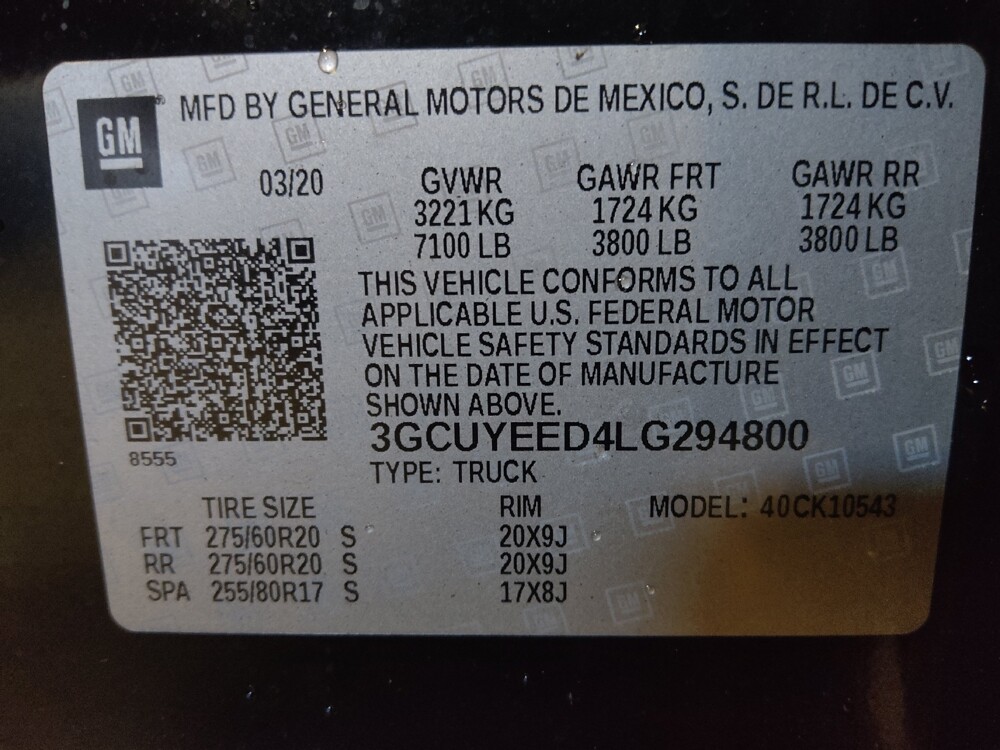 GM
MFD BY GENERAL MOTORS DE MEXICO, S. DE R.L. DE C.V.
03/20
GVWR GAWR FRT GAWR RR
3221 KG 1724 KG 1724 KG
7100 LB 3800 LB 3800 LB
THIS VEHICLE CONFORMS TO ALL
APPLICABLE U.S. FEDERAL MOTOR
VEHICLE SAFETY STANDARDS IN EFFECT
ON THE DATE OF MANUFACTURE
SHOWN ABOVE.
3GCUYEED4LG294800
8555
TYPE: TRUCK
TIRE SIZE RIM MODEL: 40CK10543
FRT 275/60R20 S 20X9J
RR 275/60R20 S 20X9J
SPA 255/80R17 S 17X8J